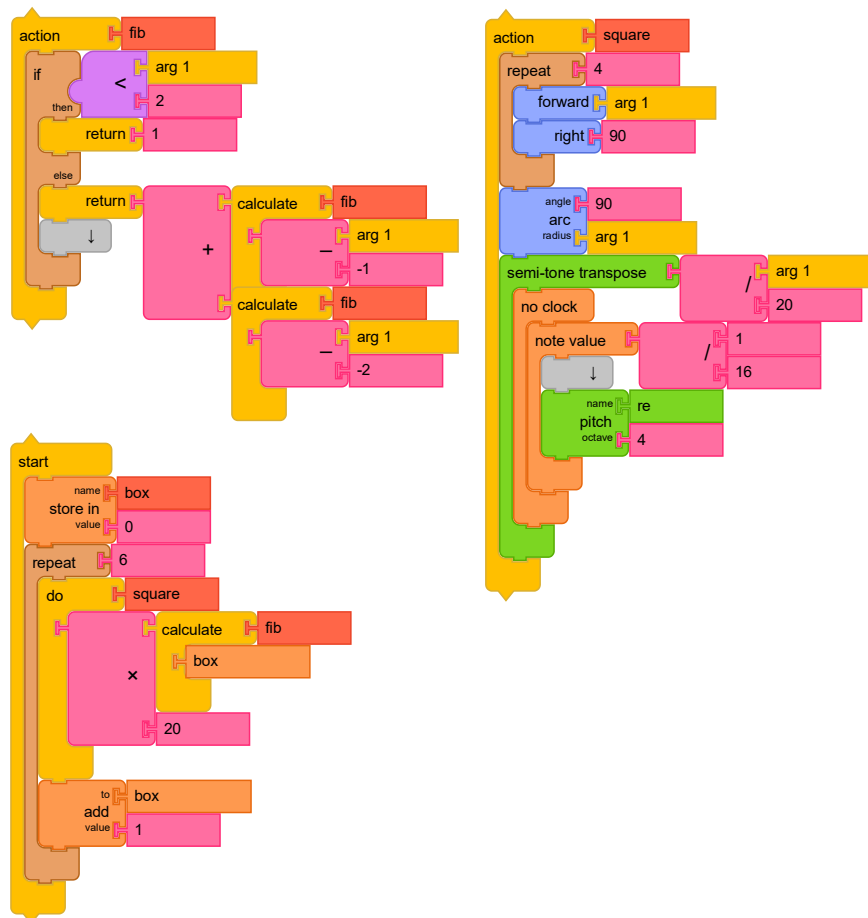 action fib
if < arg 1
2
then
return 1
else
return + calculate fib
↓
− arg 1
-1
calculate fib
− arg 1
-2
start
name box
store in
value 0
repeat 6
do square
× calculate fib
box
20
to box
add
value 1
action square
repeat 4
forward arg 1
right 90
angle 90
arc
radius arg 1
semi-tone transpose / arg 1
20
no clock
note value / 1
16
↓
name re
pitch
octave 4